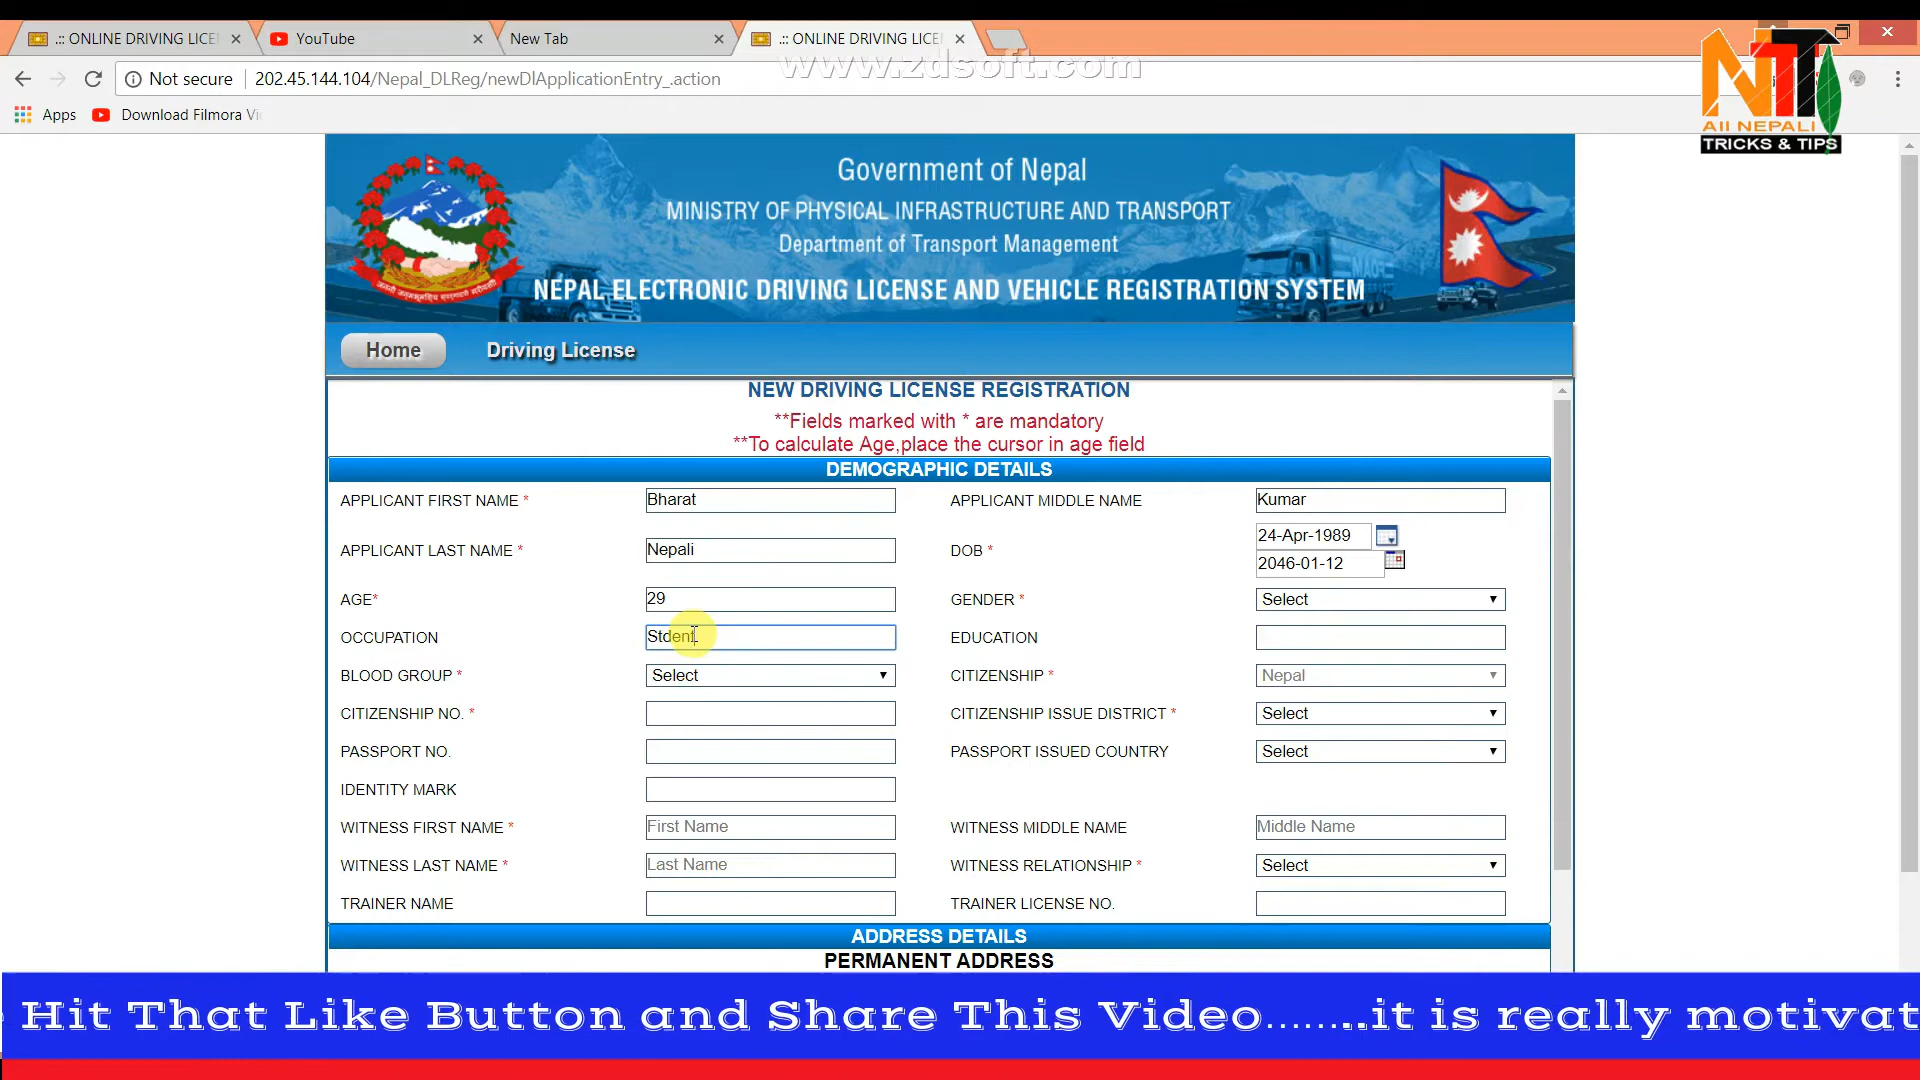 .:: ONLINE DRIVING LICE
YouTube
New Tab
.:: ONLINE DRIVING LICE
Not secure
202.45.144.104/Nepal_DLReg/newDlApplicationEntry_.action
www.zdsoft.com
Apps
Download Filmora Vi
NTT
All NEPALI
TRICKS & TIPS
Government of Nepal
MINISTRY OF PHYSICAL INFRASTRUCTURE AND TRANSPORT
Department of Transport Management
NEPAL ELECTRONIC DRIVING LICENSE AND VEHICLE REGISTRATION SYSTEM
Home
Driving License
NEW DRIVING LICENSE REGISTRATION
**Fields marked with * are mandatory
**To calculate Age,place the cursor in age field
DEMOGRAPHIC DETAILS
APPLICANT FIRST NAME * Bharat APPLICANT MIDDLE NAME Kumar
APPLICANT LAST NAME * Nepali DOB * 24-Apr-1989
2046-01-12
AGE* 29 GENDER * Select
OCCUPATION Stdent EDUCATION
BLOOD GROUP * Select CITIZENSHIP * Nepal
CITIZENSHIP NO. * CITIZENSHIP ISSUE DISTRICT * Select
PASSPORT NO. PASSPORT ISSUED COUNTRY Select
IDENTITY MARK
WITNESS FIRST NAME * First Name WITNESS MIDDLE NAME Middle Name
WITNESS LAST NAME * Last Name WITNESS RELATIONSHIP * Select
TRAINER NAME TRAINER LICENSE NO.
ADDRESS DETAILS
PERMANENT ADDRESS
Hit That Like Button and Share This Video........it is really motivat